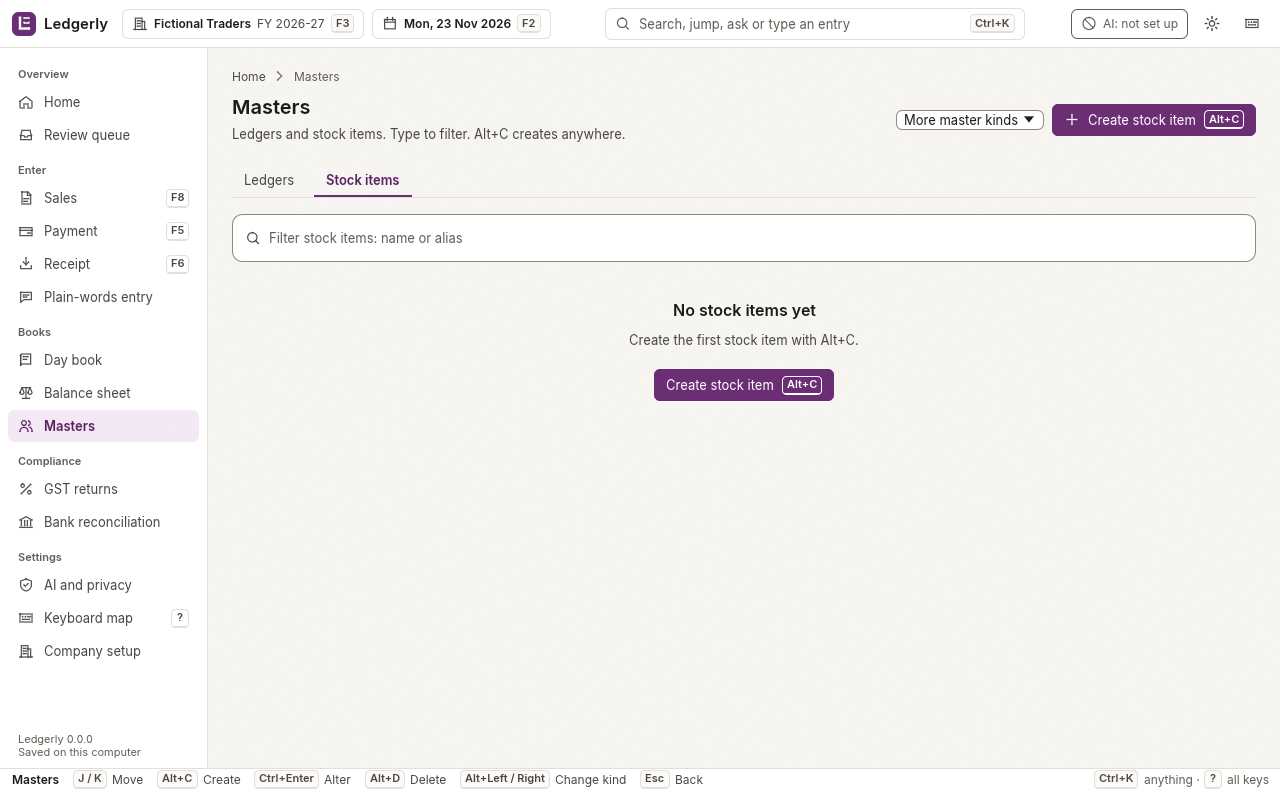 Ledgerly
Fictional Traders FY 2026-27 F3
Mon, 23 Nov 2026 F2
Search, jump, ask or type an entry Ctrl+K
AI: not set up
Overview
Home
Review queue
Enter
Sales F8
Payment F5
Receipt F6
Plain-words entry
Books
Day book
Balance sheet
Masters
Compliance
GST returns
Bank reconciliation
Settings
AI and privacy
Keyboard map ?
Company setup
Ledgerly 0.0.0
Saved on this computer
Home Masters
Masters
Ledgers and stock items. Type to filter. Alt+C creates anywhere.
More master kinds
Create stock item Alt+C
Ledgers Stock items
Filter stock items: name or alias
No stock items yet
Create the first stock item with Alt+C.
Create stock item Alt+C
Masters J / K Move Alt+C Create Ctrl+Enter Alter Alt+D Delete Alt+Left / Right Change kind Esc Back
Ctrl+K anything · ? all keys